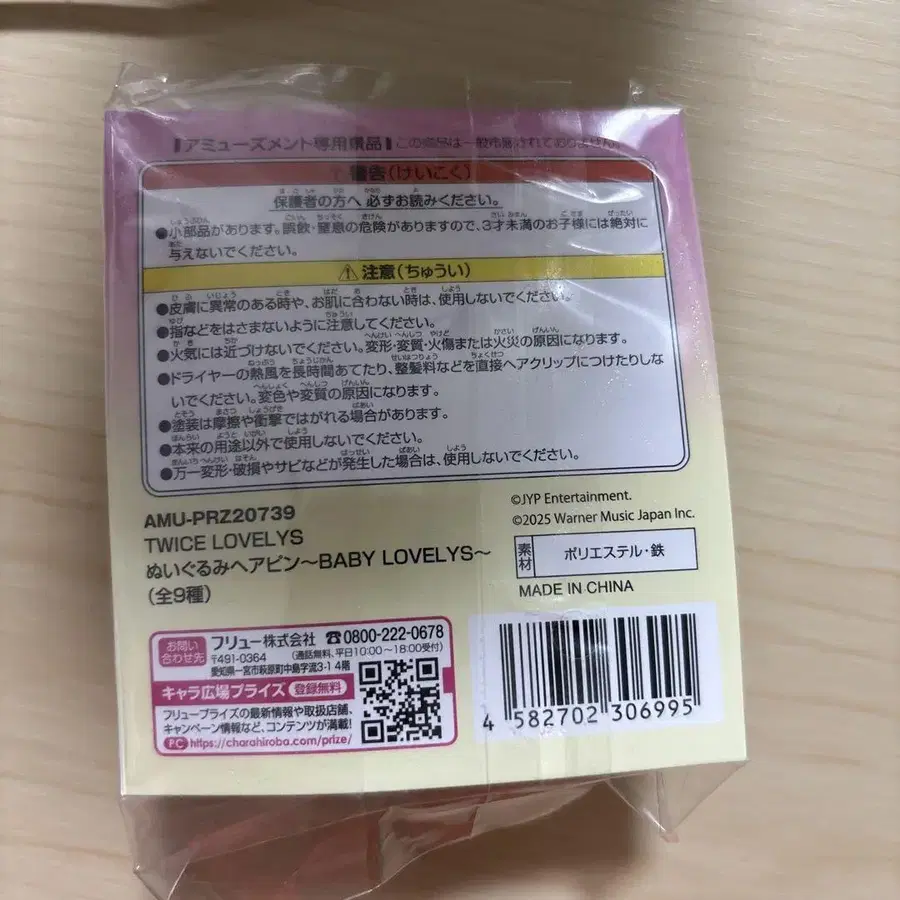 アミューズメント専用景品 この商品は一般市販されておりません。
警告(けいこく)
保護者の方へ 必ずお読みください。
●小部品があります。誤飲・窒息の危険がありますので、3才未満のお子様には絶対に
与えないでください。
注意(ちゅうい)
●皮膚に異常のある時や、お肌に合わない時は、使用しないでください。
●指などをはさまないように注意してください。
●火気には近づけないでください。変形・変質・火傷または火災の原因になります。
●ドライヤーの熱風を長時間あてたり、整髪料などを直接ヘアクリップにつけたりしな
いでください。変色や変質の原因になります。
●塗装は摩擦や衝撃ではがれる場合があります。
●本来の用途以外で使用しないでください。
●万一変形・破損やサビなどが発生した場合は、使用しないでください。
©JYP Entertainment.
©2025 Warner Music Japan Inc.
AMU-PRZ20739
TWICE LOVELYS
ぬいぐるみヘアピン〜BABY LOVELYS〜
(全9種)
素材 ポリエステル・鉄
MADE IN CHINA
お問い合わせ先 フリュー株式会社 ☎0800-222-0678
〒491-0364 (通話無料、平日10:00〜18:00受付)
愛知県一宮市萩原町中島字流3-1 4階
キャラ広場プライズ 登録無料
フリュープライズの最新情報や取扱店舗、
キャンペーン情報など、コンテンツが満載!
PC https://charahiroba.com/prize/
4 582702 306995